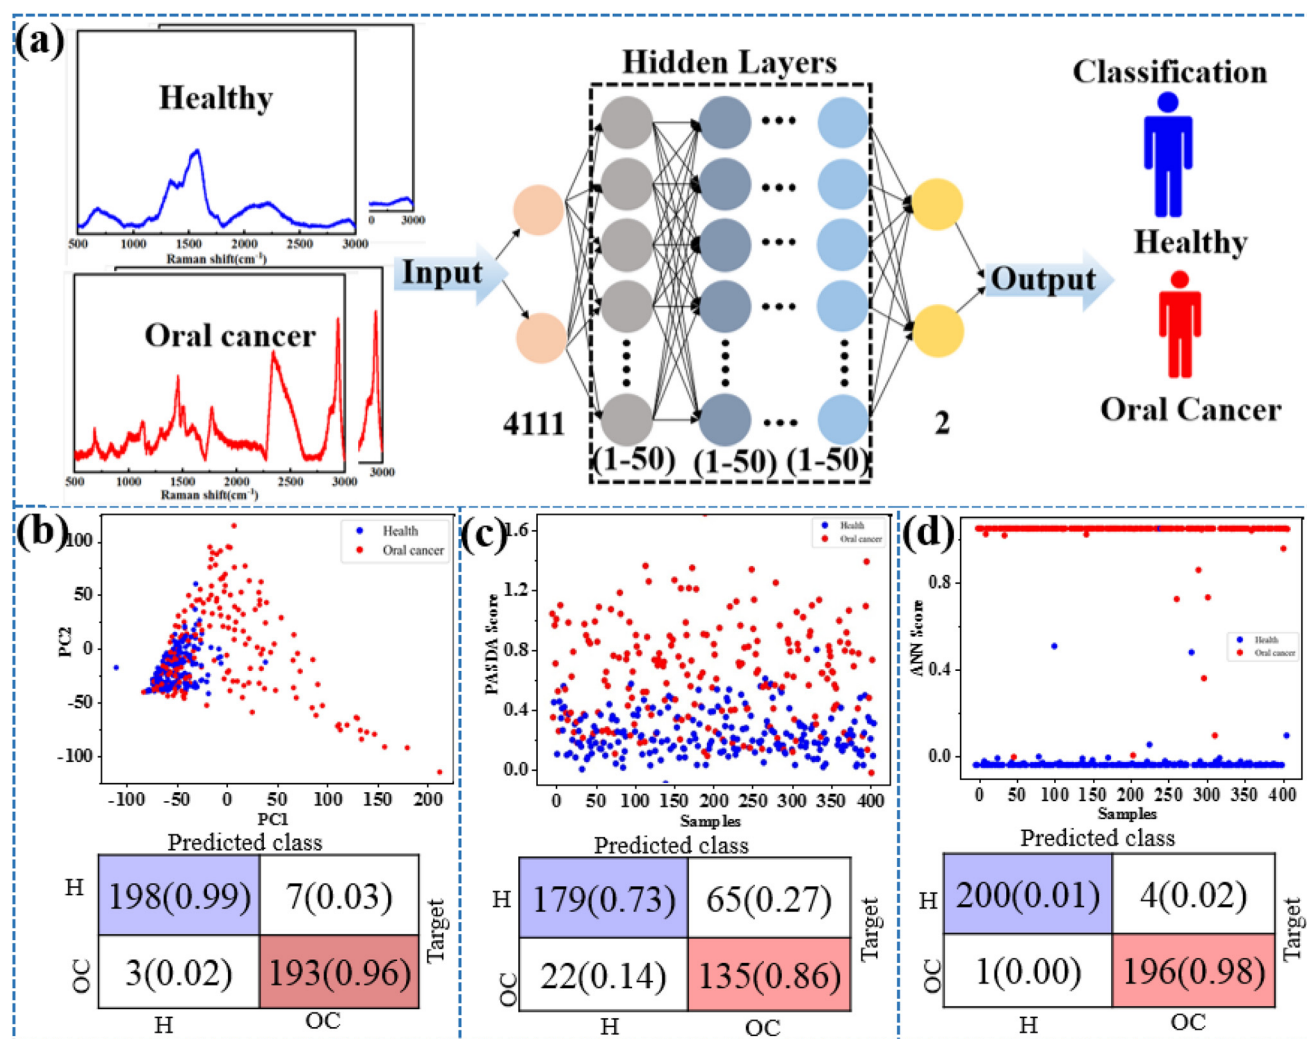 (a)
Healthy
500 1000 1500 2000 2500 3000
3000
Raman shift(cm⁻¹)
Oral cancer
500 1000 1500 2000 2500 3000
3000
Raman shift(cm⁻¹)
Input
Hidden Layers
4111
(1-50) (1-50) (1-50)
2
Output
Classification
Healthy
Oral Cancer
(b)
Health
Oral cancer
100
50
0
-50
-100
PC2
-100 -50 0 50 100 150 200
PC1
Predicted class
H 198(0.99) 7(0.03)
OC 3(0.02) 193(0.96)
Target
H OC
(c)
Health
Oral cancer
1.6
1.2
0.8
0.4
0.0
PASDA Score
0 50 100 150 200 250 300 350 400
Samples
Predicted class
H 179(0.73) 65(0.27)
OC 22(0.14) 135(0.86)
Target
H OC
(d)
0.8
0.4
0.0
ANN Score
Health
Oral cancer
0 50 100 150 200 250 300 350 400
Samples
Predicted class
H 200(0.01) 4(0.02)
OC 1(0.00) 196(0.98)
Target
H OC